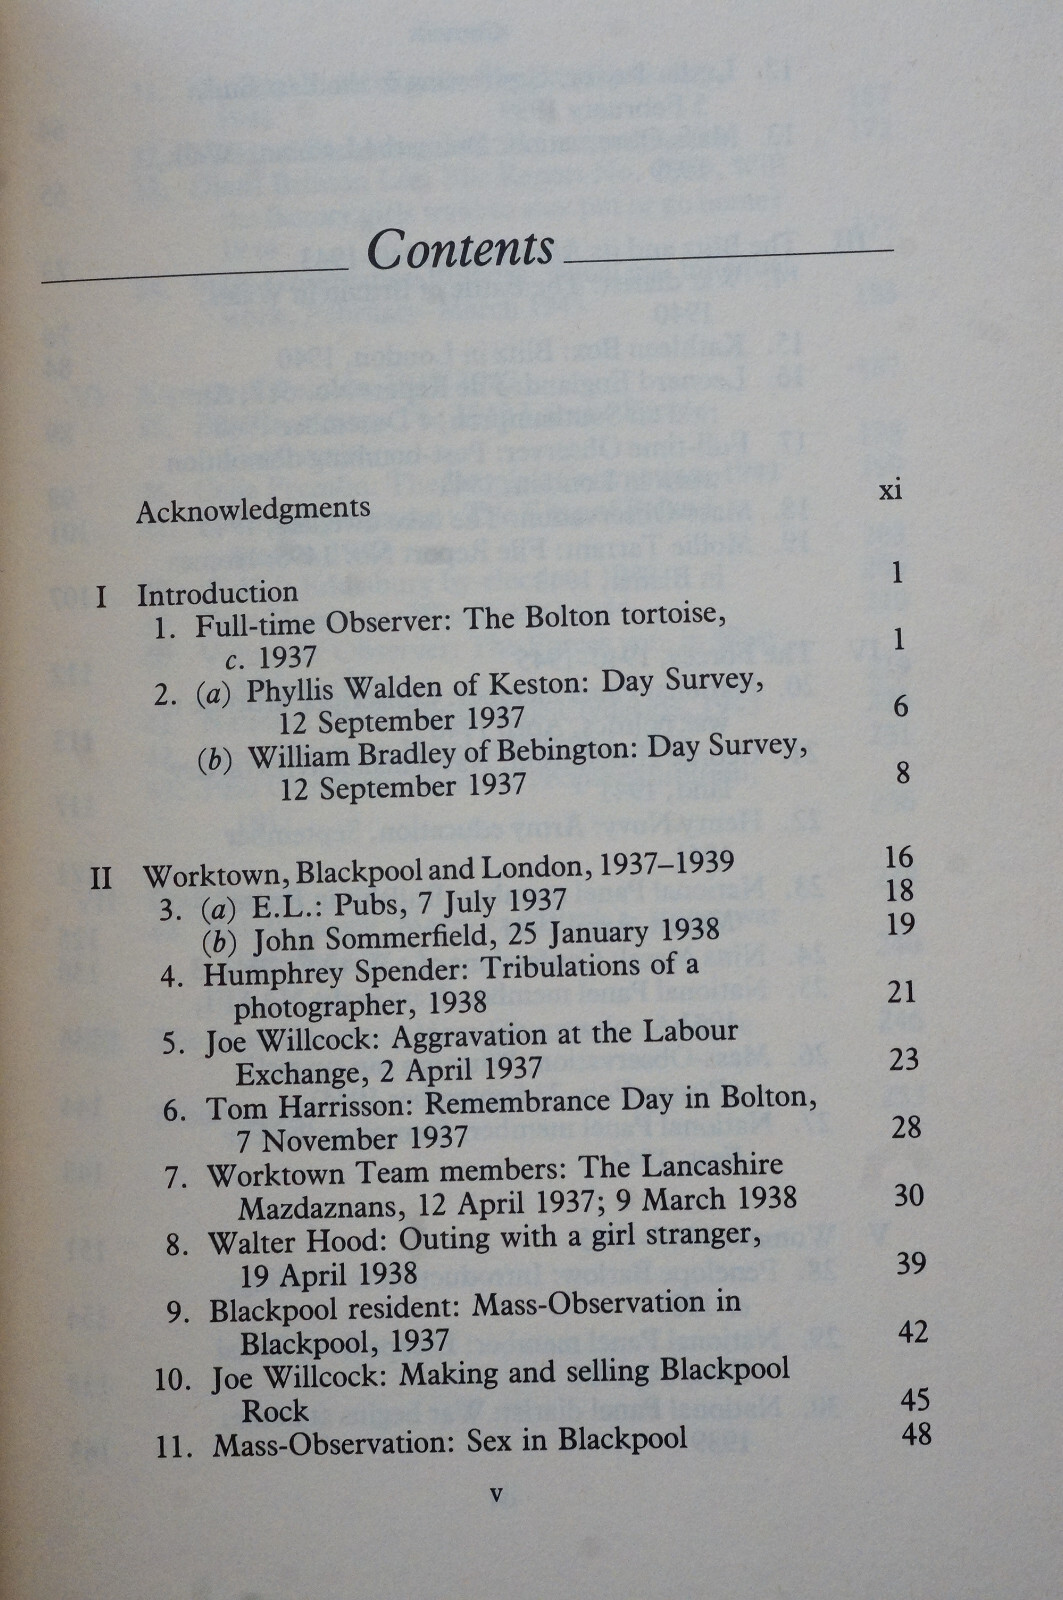 Contents
Acknowledgments xi
I Introduction 1
1. Full-time Observer: The Bolton tortoise,
c. 1937 1
2. (a) Phyllis Walden of Keston: Day Survey,
12 September 1937 6
(b) William Bradley of Bebington: Day Survey,
12 September 1937 8
II Worktown, Blackpool and London, 1937–1939 16
3. (a) E.L.: Pubs, 7 July 1937 18
(b) John Sommerfield, 25 January 1938 19
4. Humphrey Spender: Tribulations of a
photographer, 1938 21
5. Joe Willcock: Aggravation at the Labour
Exchange, 2 April 1937 23
6. Tom Harrisson: Remembrance Day in Bolton,
7 November 1937 28
7. Worktown Team members: The Lancashire
Mazdaznans, 12 April 1937; 9 March 1938 30
8. Walter Hood: Outing with a girl stranger,
19 April 1938 39
9. Blackpool resident: Mass-Observation in
Blackpool, 1937 42
10. Joe Willcock: Making and selling Blackpool
Rock 45
11. Mass-Observation: Sex in Blackpool 48
v